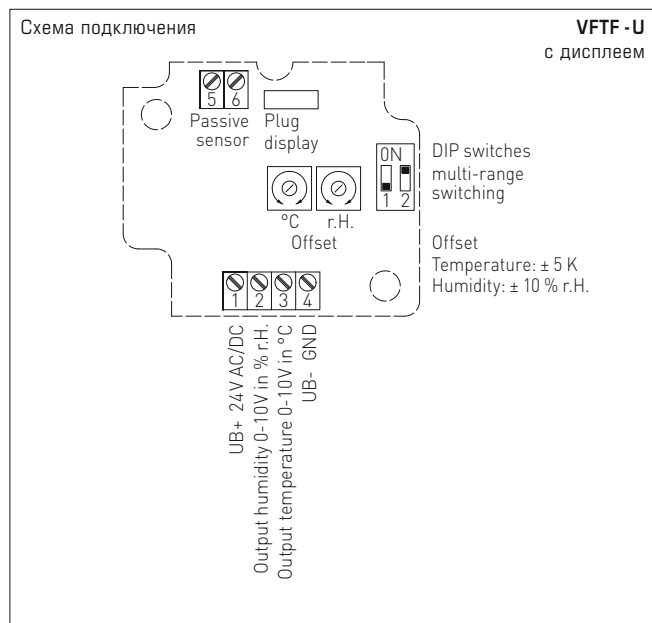 Схема подключения
VFTF - U
с дисплеем
5 6
Passive
sensor
Plug
display
ON
1 2
DIP switches
multi-range
switching
°C
r.H.
Offset
Offset
Temperature: ± 5 K
Humidity: ± 10 % r.H.
1 2 3 4
UB+ 24V AC/DC
Output humidity 0-10V in % r.H.
Output temperature 0-10V in °C
UB- GND